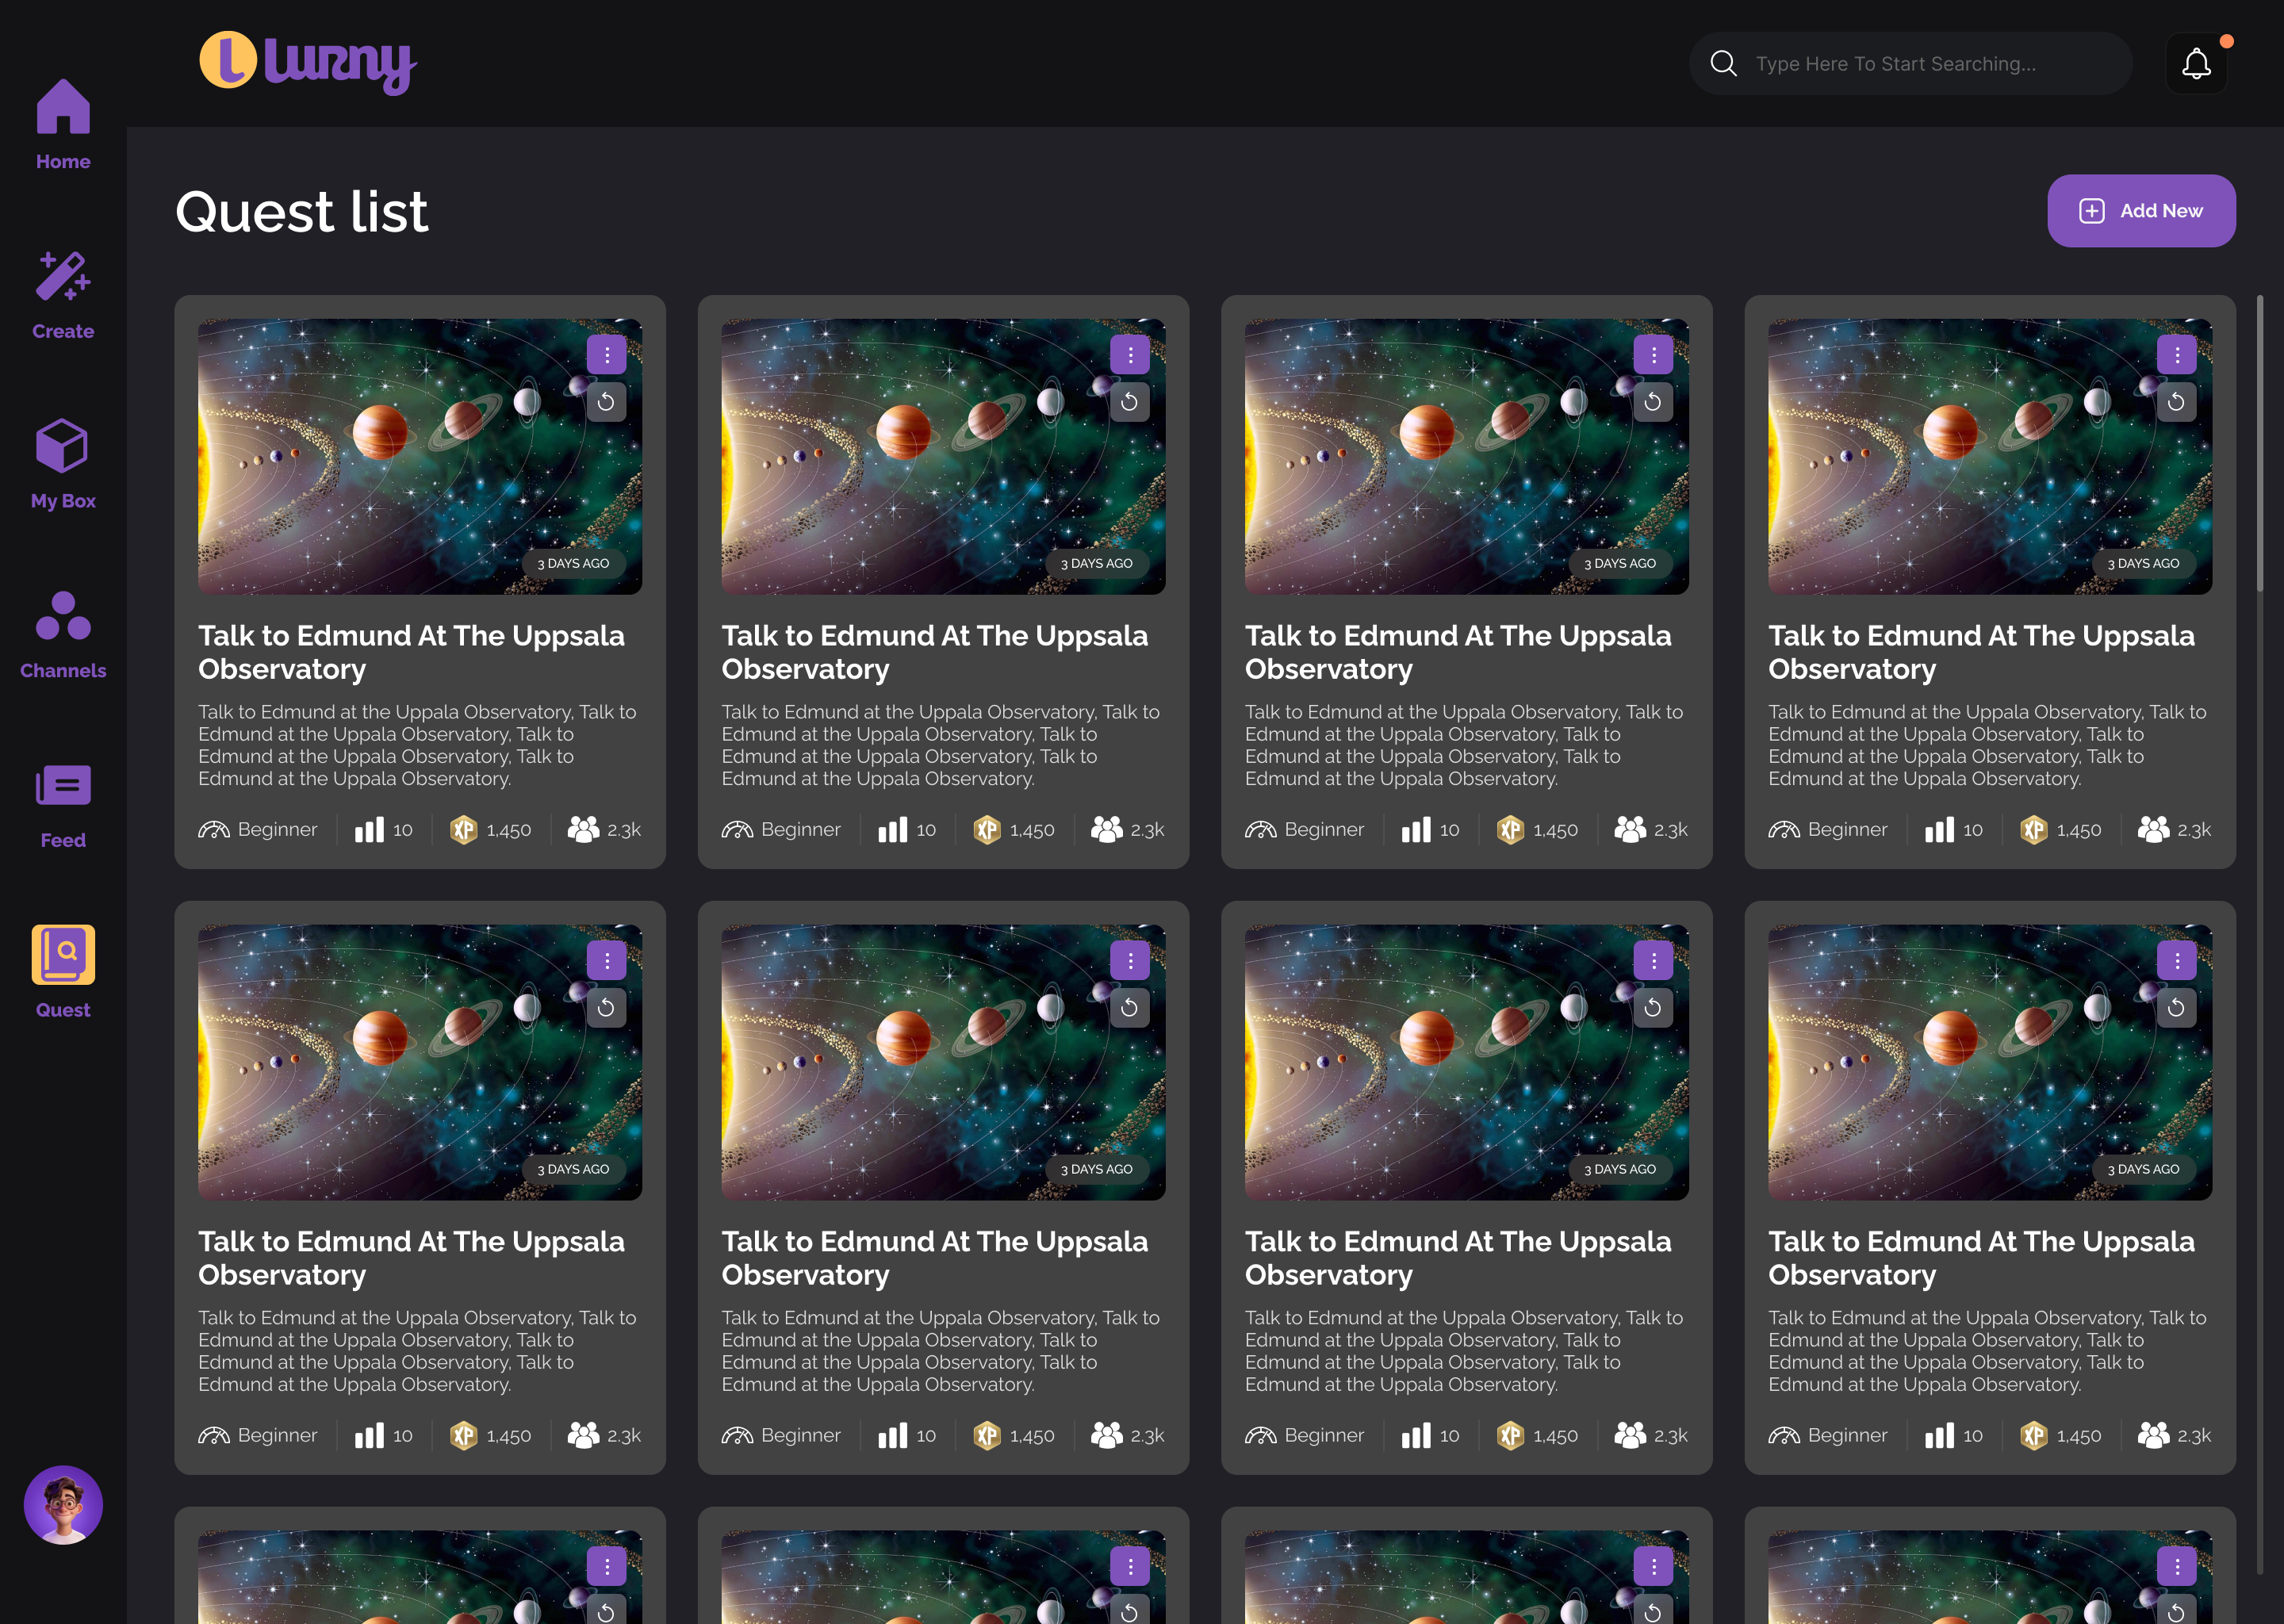 Lurny
Type Here To Start Searching...
Home
Create
My Box
Channels
Feed
Quest
Quest list
Add New
3 DAYS AGO
Talk to Edmund At The Uppsala
Observatory
Talk to Edmund at the Uppala Observatory, Talk to
Edmund at the Uppala Observatory, Talk to
Edmund at the Uppala Observatory, Talk to
Edmund at the Uppala Observatory.
Beginner 10 XP 1,450 2.3k
3 DAYS AGO
Talk to Edmund At The Uppsala
Observatory
Talk to Edmund at the Uppala Observatory, Talk to
Edmund at the Uppala Observatory, Talk to
Edmund at the Uppala Observatory, Talk to
Edmund at the Uppala Observatory.
Beginner 10 XP 1,450 2.3k
3 DAYS AGO
Talk to Edmund At The Uppsala
Observatory
Talk to Edmund at the Uppala Observatory, Talk to
Edmund at the Uppala Observatory, Talk to
Edmund at the Uppala Observatory, Talk to
Edmund at the Uppala Observatory.
Beginner 10 XP 1,450 2.3k
3 DAYS AGO
Talk to Edmund At The Uppsala
Observatory
Talk to Edmund at the Uppala Observatory, Talk to
Edmund at the Uppala Observatory, Talk to
Edmund at the Uppala Observatory, Talk to
Edmund at the Uppala Observatory.
Beginner 10 XP 1,450 2.3k
3 DAYS AGO
Talk to Edmund At The Uppsala
Observatory
Talk to Edmund at the Uppala Observatory, Talk to
Edmund at the Uppala Observatory, Talk to
Edmund at the Uppala Observatory, Talk to
Edmund at the Uppala Observatory.
Beginner 10 XP 1,450 2.3k
3 DAYS AGO
Talk to Edmund At The Uppsala
Observatory
Talk to Edmund at the Uppala Observatory, Talk to
Edmund at the Uppala Observatory, Talk to
Edmund at the Uppala Observatory, Talk to
Edmund at the Uppala Observatory.
Beginner 10 XP 1,450 2.3k
3 DAYS AGO
Talk to Edmund At The Uppsala
Observatory
Talk to Edmund at the Uppala Observatory, Talk to
Edmund at the Uppala Observatory, Talk to
Edmund at the Uppala Observatory, Talk to
Edmund at the Uppala Observatory.
Beginner 10 XP 1,450 2.3k
3 DAYS AGO
Talk to Edmund At The Uppsala
Observatory
Talk to Edmund at the Uppala Observatory, Talk to
Edmund at the Uppala Observatory, Talk to
Edmund at the Uppala Observatory, Talk to
Edmund at the Uppala Observatory.
Beginner 10 XP 1,450 2.3k